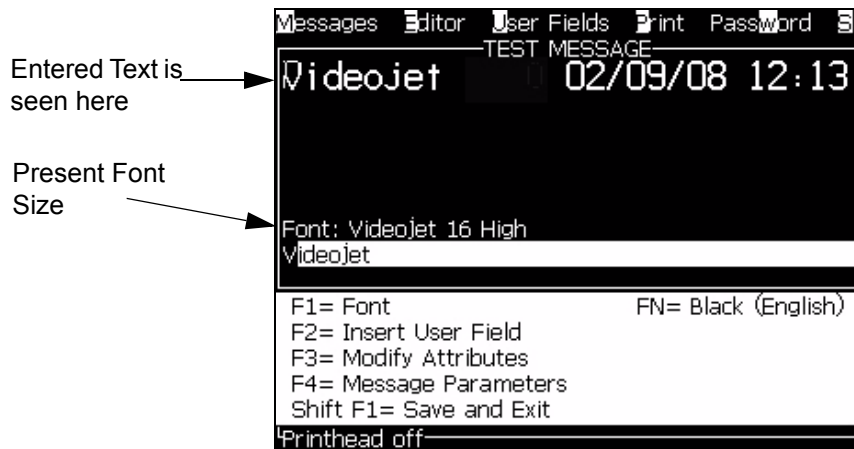 Messages Editor User Fields Print Password S
TEST MESSAGE
Entered Text is
seen here
Videojet 0 02/09/08 12:13
Present Font
Size
Font: Videojet 16 High
Videojet
F1= Font FN= Black (English)
F2= Insert User Field
F3= Modify Attributes
F4= Message Parameters
Shift F1= Save and Exit
Printhead off